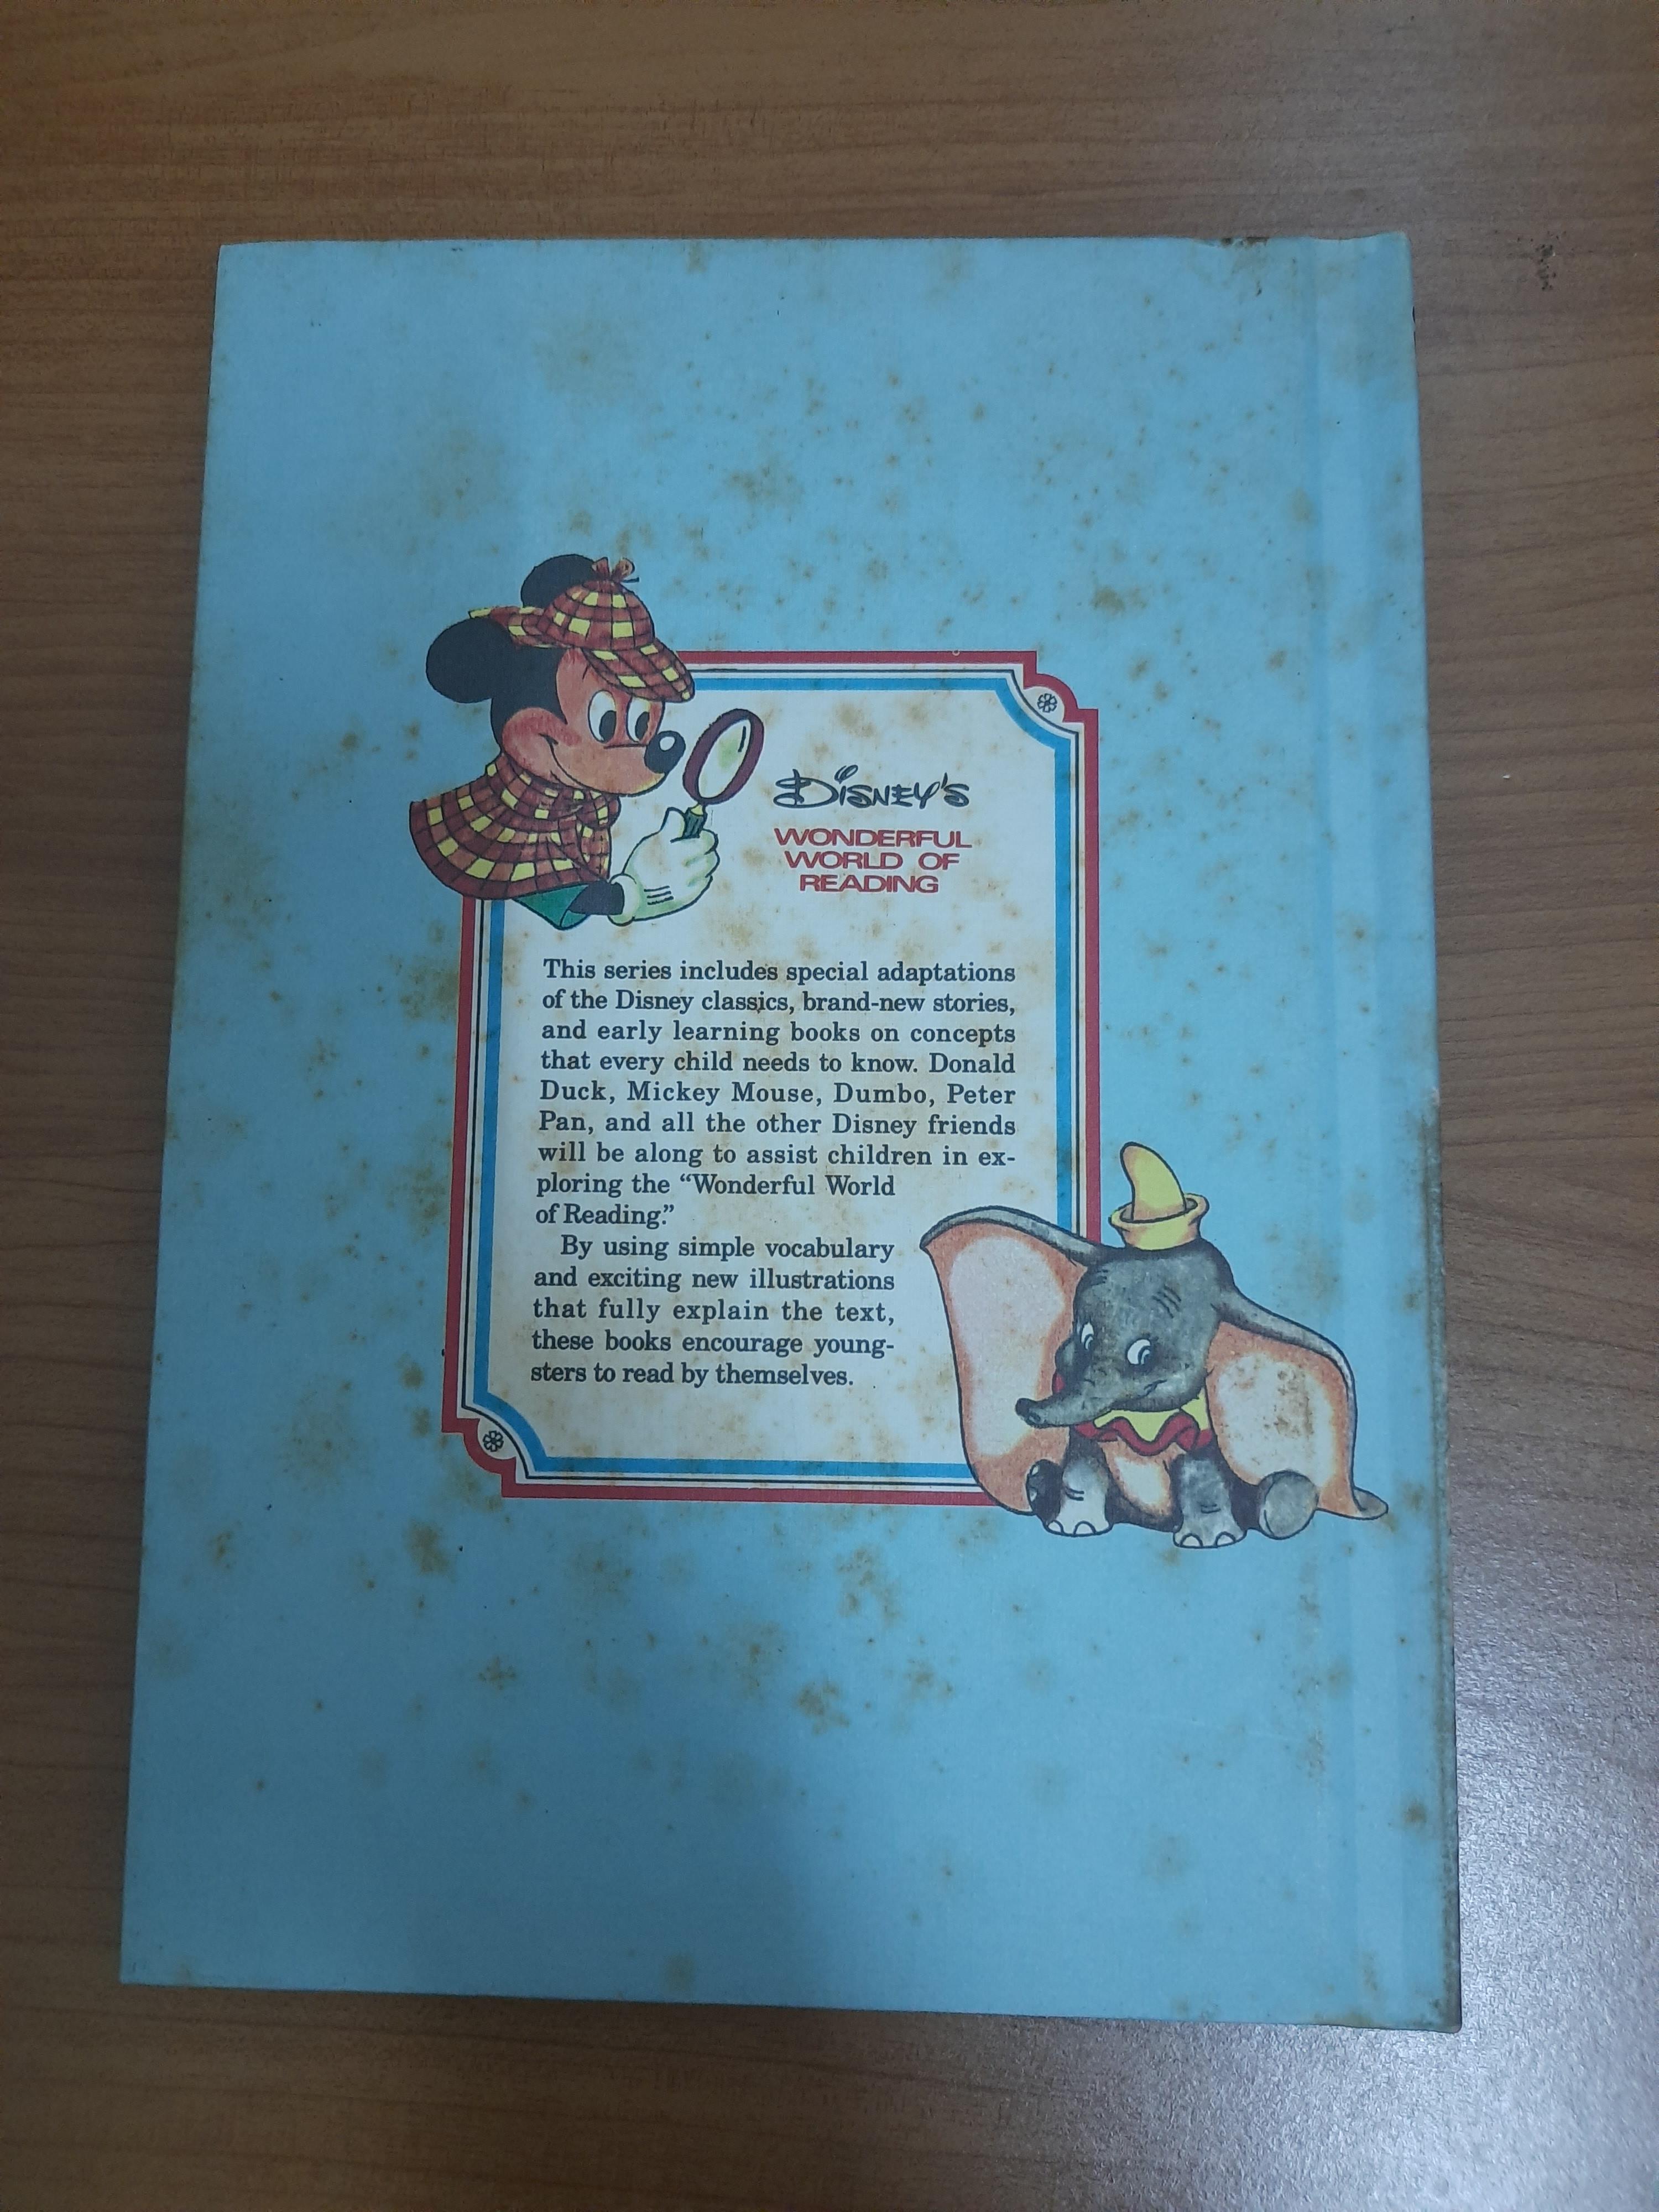 DISNEY'S
WONDERFUL
WORLD OF
READING
This series includes special adaptations
of the Disney classics, brand-new stories,
and early learning books on concepts
that every child needs to know. Donald
Duck, Mickey Mouse, Dumbo, Peter
Pan, and all the other Disney friends
will be along to assist children in ex-
ploring the “Wonderful World
of Reading.”
By using simple vocabulary
and exciting new illustrations
that fully explain the text,
these books encourage young-
sters to read by themselves.